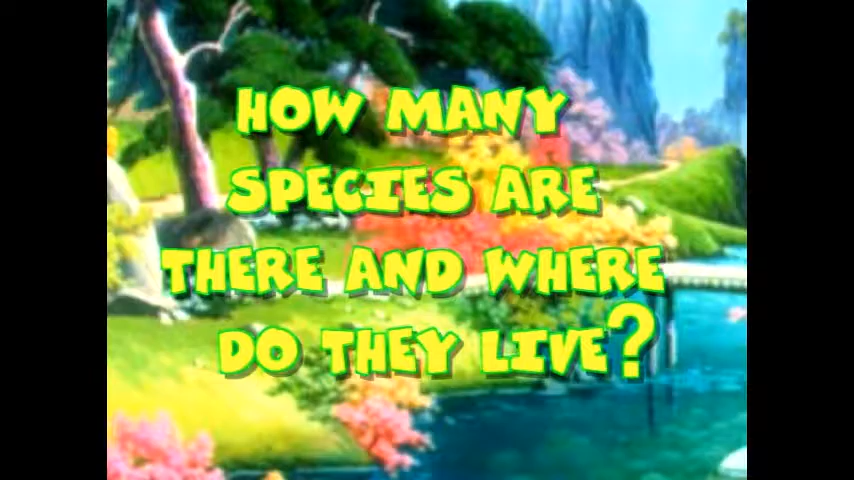 HOW MANY
SPECIES ARE
THERE AND WHERE
DO THEY LIVE?